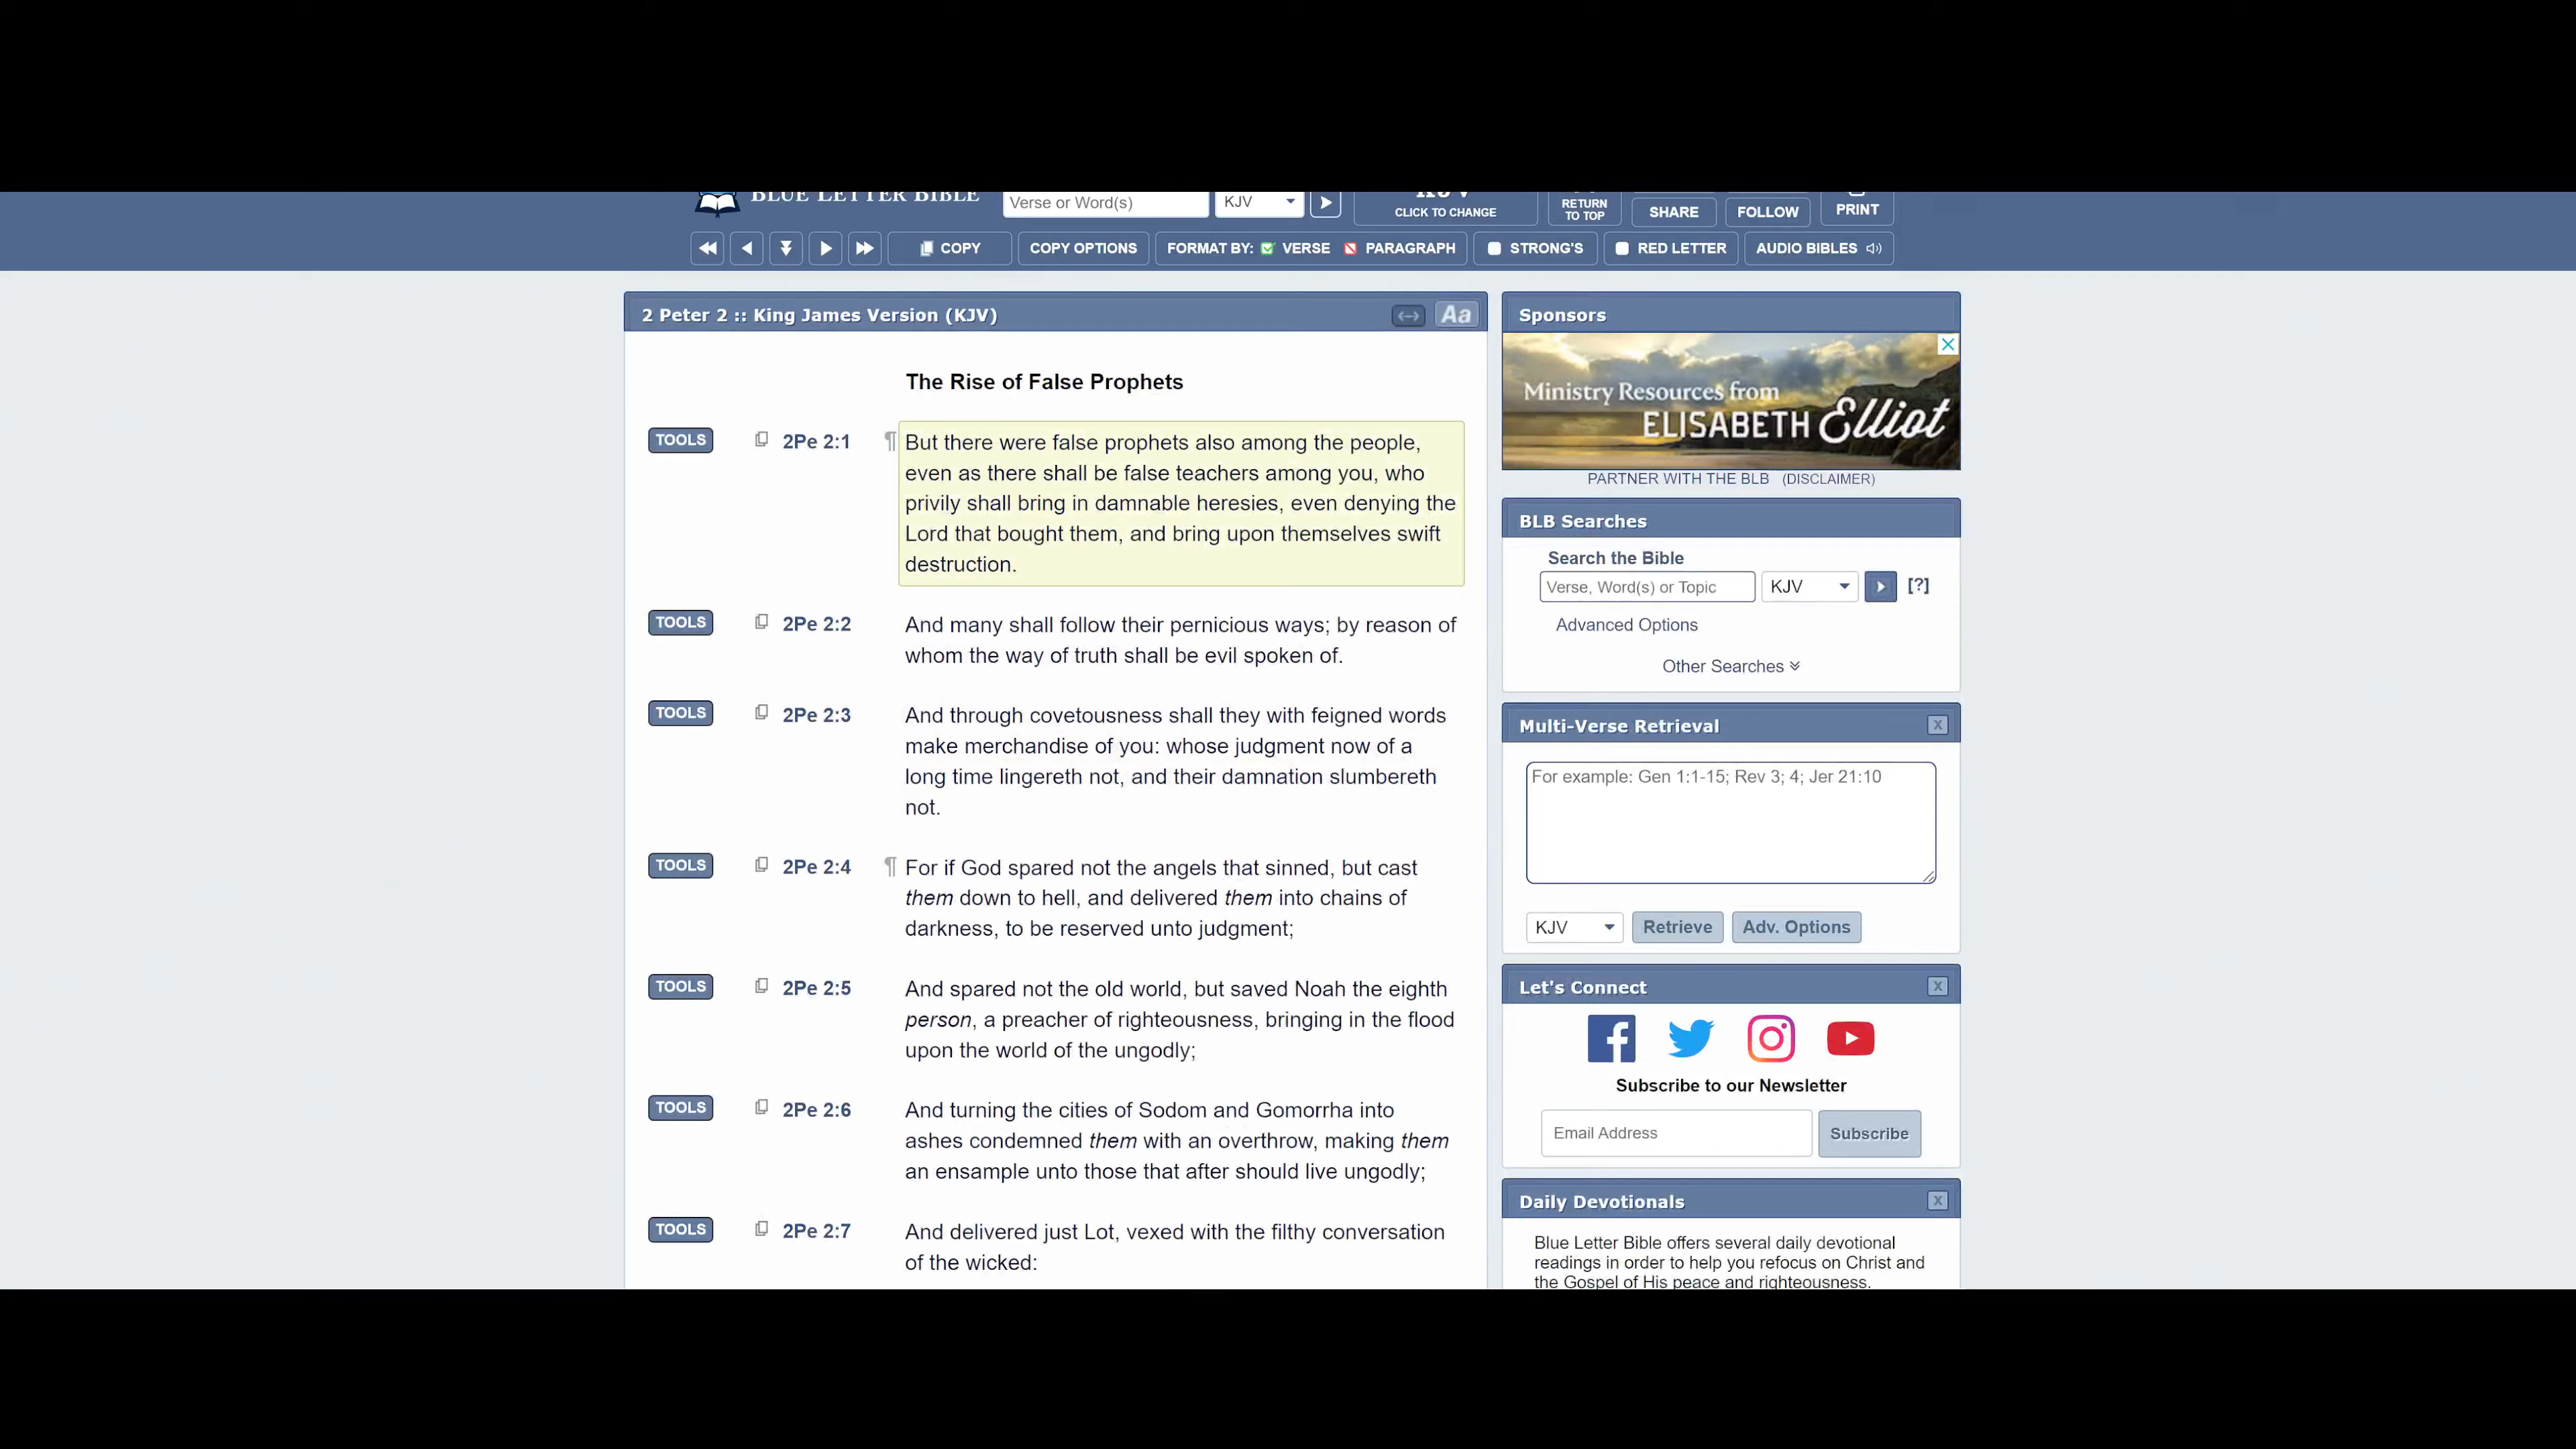 BLUE LETTER BIBLE
Verse or Word(s)
KJV
KJV
CLICK TO CHANGE
RETURN
TO TOP
SHARE
FOLLOW
PRINT
COPY
COPY OPTIONS
FORMAT BY: VERSE PARAGRAPH
STRONG'S
RED LETTER
AUDIO BIBLES
2 Peter 2 :: King James Version (KJV)
Aa
The Rise of False Prophets
TOOLS 2Pe 2:1 ¶ But there were false prophets also among the people,
even as there shall be false teachers among you, who
privily shall bring in damnable heresies, even denying the
Lord that bought them, and bring upon themselves swift
destruction.
TOOLS 2Pe 2:2 And many shall follow their pernicious ways; by reason of
whom the way of truth shall be evil spoken of.
TOOLS 2Pe 2:3 And through covetousness shall they with feigned words
make merchandise of you: whose judgment now of a
long time lingereth not, and their damnation slumbereth
not.
TOOLS 2Pe 2:4 ¶ For if God spared not the angels that sinned, but cast
them down to hell, and delivered them into chains of
darkness, to be reserved unto judgment;
TOOLS 2Pe 2:5 And spared not the old world, but saved Noah the eighth
person, a preacher of righteousness, bringing in the flood
upon the world of the ungodly;
TOOLS 2Pe 2:6 And turning the cities of Sodom and Gomorrha into
ashes condemned them with an overthrow, making them
an ensample unto those that after should live ungodly;
TOOLS 2Pe 2:7 And delivered just Lot, vexed with the filthy conversation
of the wicked:
Sponsors
Ministry Resources from
ELISABETH Elliot
PARTNER WITH THE BLB (DISCLAIMER)
BLB Searches
Search the Bible
Verse, Word(s) or Topic KJV [?]
Advanced Options
Other Searches
Multi-Verse Retrieval X
For example: Gen 1:1-15; Rev 3; 4; Jer 21:10
KJV Retrieve Adv. Options
Let's Connect X
Subscribe to our Newsletter
Email Address Subscribe
Daily Devotionals X
Blue Letter Bible offers several daily devotional
readings in order to help you refocus on Christ and
the Gospel of His peace and righteousness.